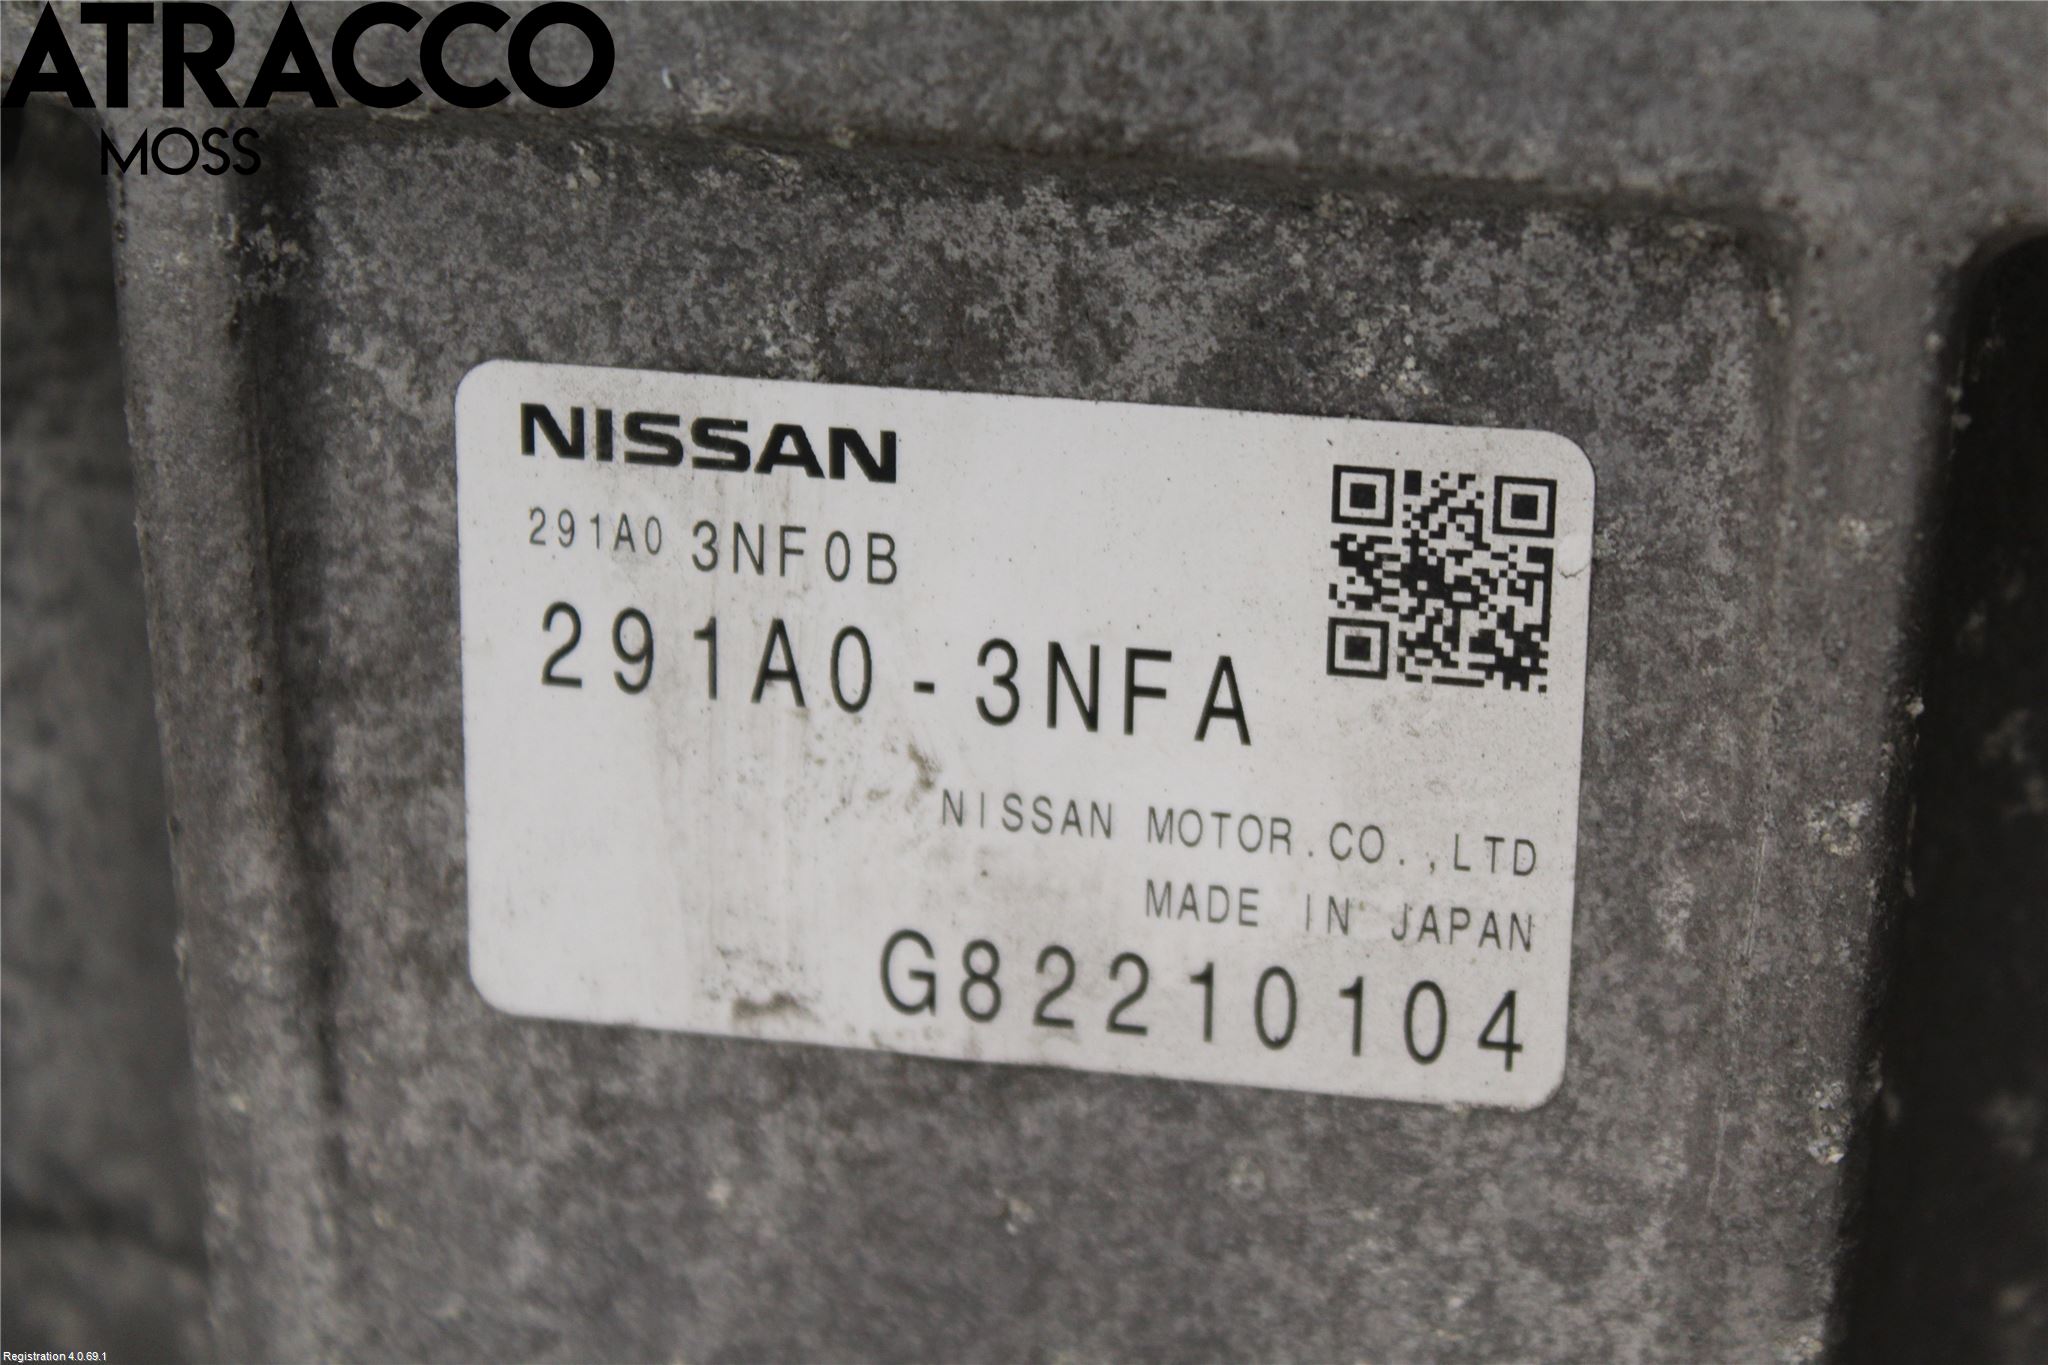 ATRACCO
MOSS
NISSAN
291A0 3NF0B
291A0-3NFA
NISSAN MOTOR.CO.,LTD
MADE IN JAPAN
G82210104
Registration 4.0.69.1